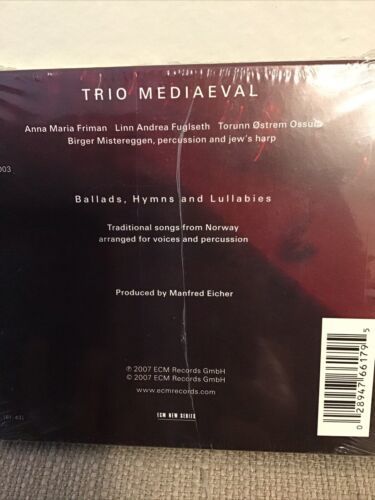 TRIO MEDIAEVAL
Anna Maria Friman Linn Andrea Fuglseth Torunn Østrem Ossum
Birger Mistereggen, percussion and jew's harp
003
Ballads, Hymns and Lullabies
Traditional songs from Norway
arranged for voices and percussion
Produced by Manfred Eicher
℗ 2007 ECM Records GmbH
© 2007 ECM Records GmbH
www.ecmrecords.com
ECM NEW SERIES
0 28947 66179 5